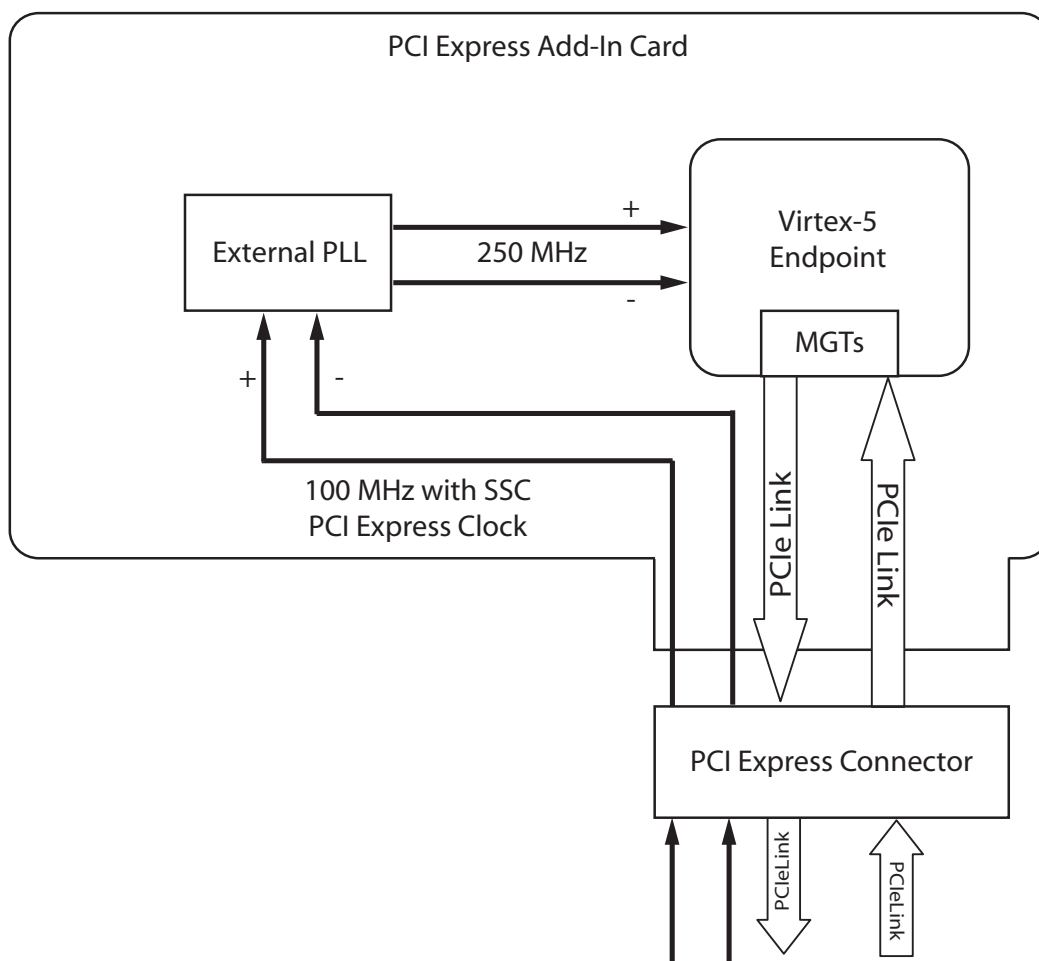 PCI Express Add-In Card
+
Virtex-5
Endpoint
External PLL
250 MHz
-
MGTs
+
-
100 MHz with SSC
PCI Express Clock
PCIe Link
PCIe Link
PCI Express Connector
PCIeLink
PCIeLink